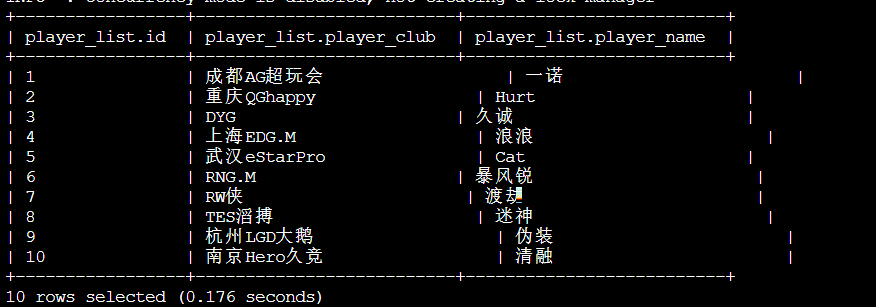 INFO : Concurrency mode is disabled, not creating a lock manager
| player_list.id | player_list.player_club | player_list.player_name |
| 1 | 成都AG超玩会 | 一诺 |
| 2 | 重庆QGhappy | Hurt |
| 3 | DYG | 久诚 |
| 4 | 上海EDG.M | 浪浪 |
| 5 | 武汉eStarPro | Cat |
| 6 | RNG.M | 暴风锐 |
| 7 | RW侠 | 渡劫 |
| 8 | TES滔搏 | 迷神 |
| 9 | 杭州LGD大鹅 | 伪装 |
| 10 | 南京Hero久竞 | 清融 |
10 rows selected (0.176 seconds)